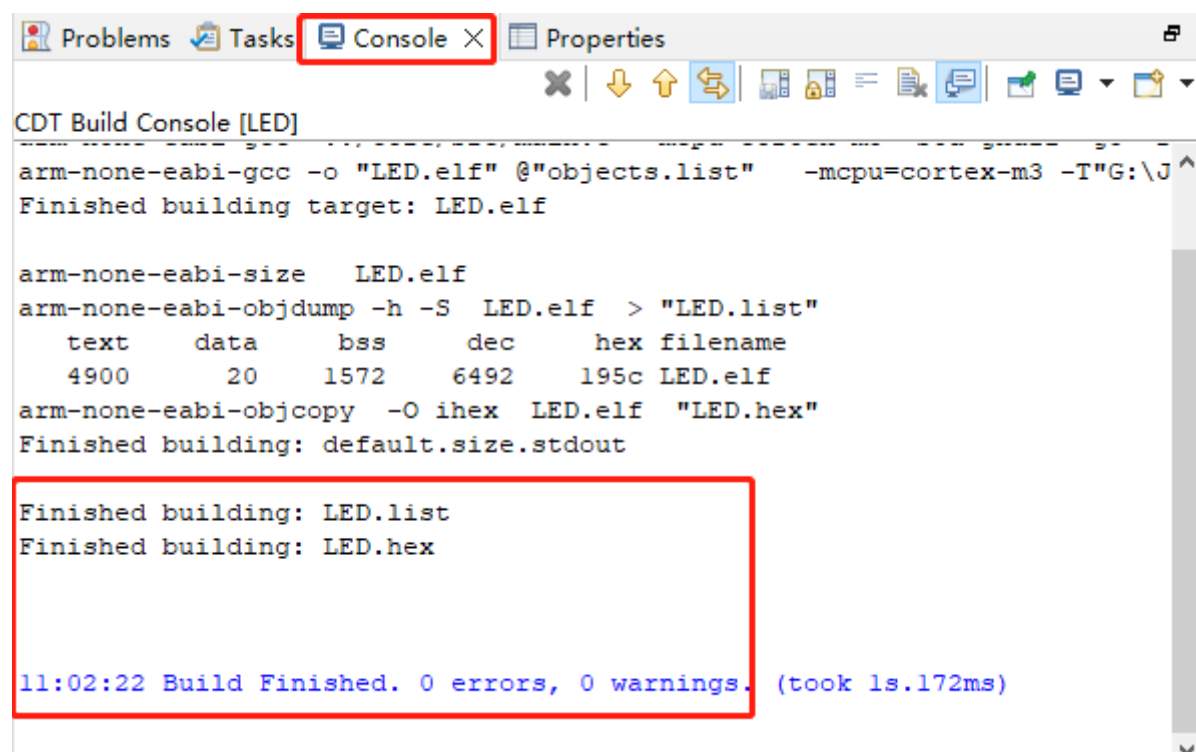 Problems Tasks Console Properties
CDT Build Console [LED]
arm-none-eabi-gcc -o "LED.elf" @"objects.list"   -mcpu=cortex-m3 -T"G:\J
Finished building target: LED.elf
arm-none-eabi-size   LED.elf
arm-none-eabi-objdump -h -S  LED.elf  > "LED.list"
   text    data     bss     dec     hex filename
   4900      20    1572    6492    195c LED.elf
arm-none-eabi-objcopy  -O ihex  LED.elf  "LED.hex"
Finished building: default.size.stdout
Finished building: LED.list
Finished building: LED.hex
11:02:22 Build Finished. 0 errors, 0 warnings. (took 1s.172ms)